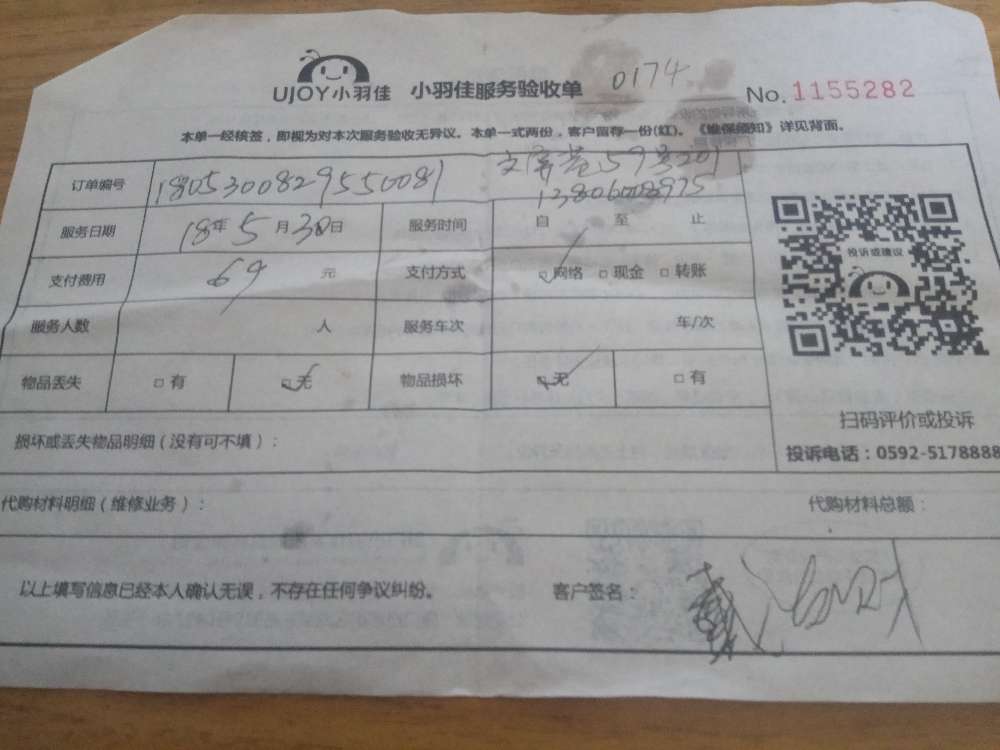 UJOY小羽佳 小羽佳服务验收单 0174 No. 1155282
本单一经核签，即视为对本次服务验收无异议。本单一式两份，客户留存一份(红)。《维保须知》详见背面。
订单编号 1805300829550081 59号201
服务日期 18年5月30日 服务时间 自 至 止
支付费用 69 元 支付方式 网络 □现金 □转账
投诉或建议
服务人数 人 服务车次 车/次
物品丢失 □有 □无 物品损坏 □无 □有
扫码评价或投诉
损坏或丢失物品明细（没有可不填）：
投诉电话：0592-5178888
代购材料明细（维修业务）： 代购材料总额：
以上填写信息已经本人确认无误，不存在任何争议纠纷。 客户签名： 戴